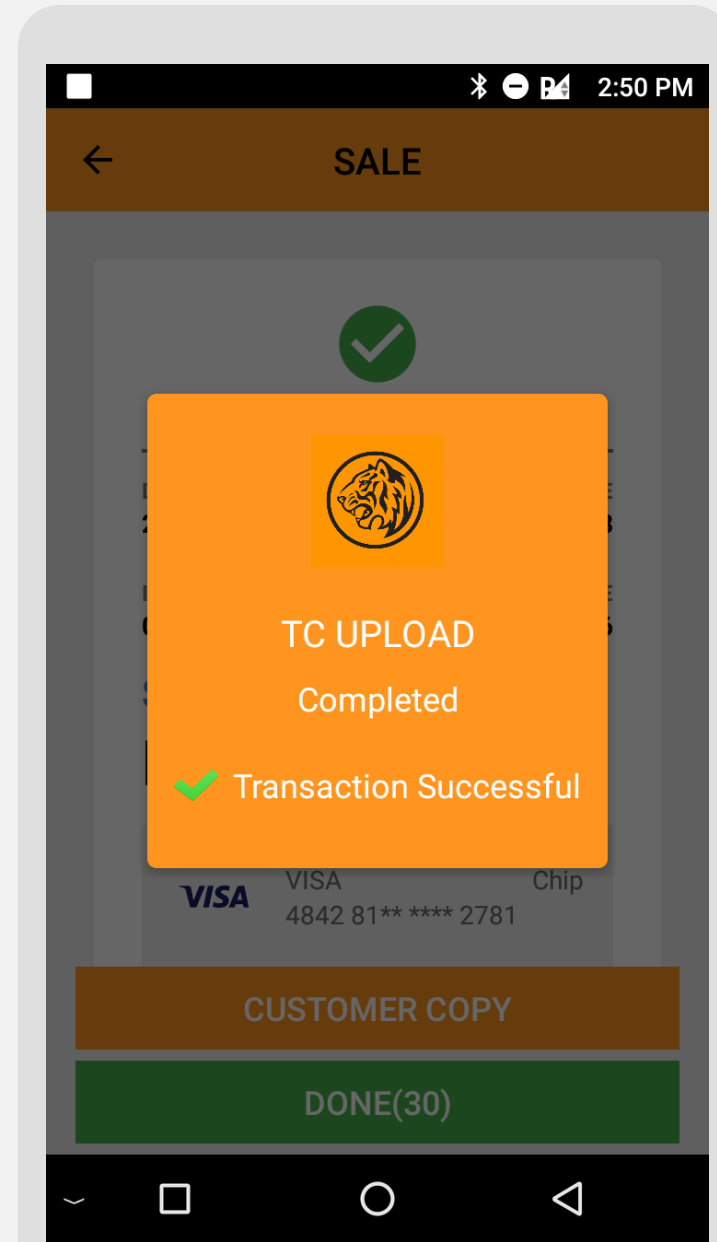 2:50 PM
SALE
TC UPLOAD
Completed
Transaction Successful
VISA
VISA Chip
4842 81** **** 2781
CUSTOMER COPY
DONE(30)